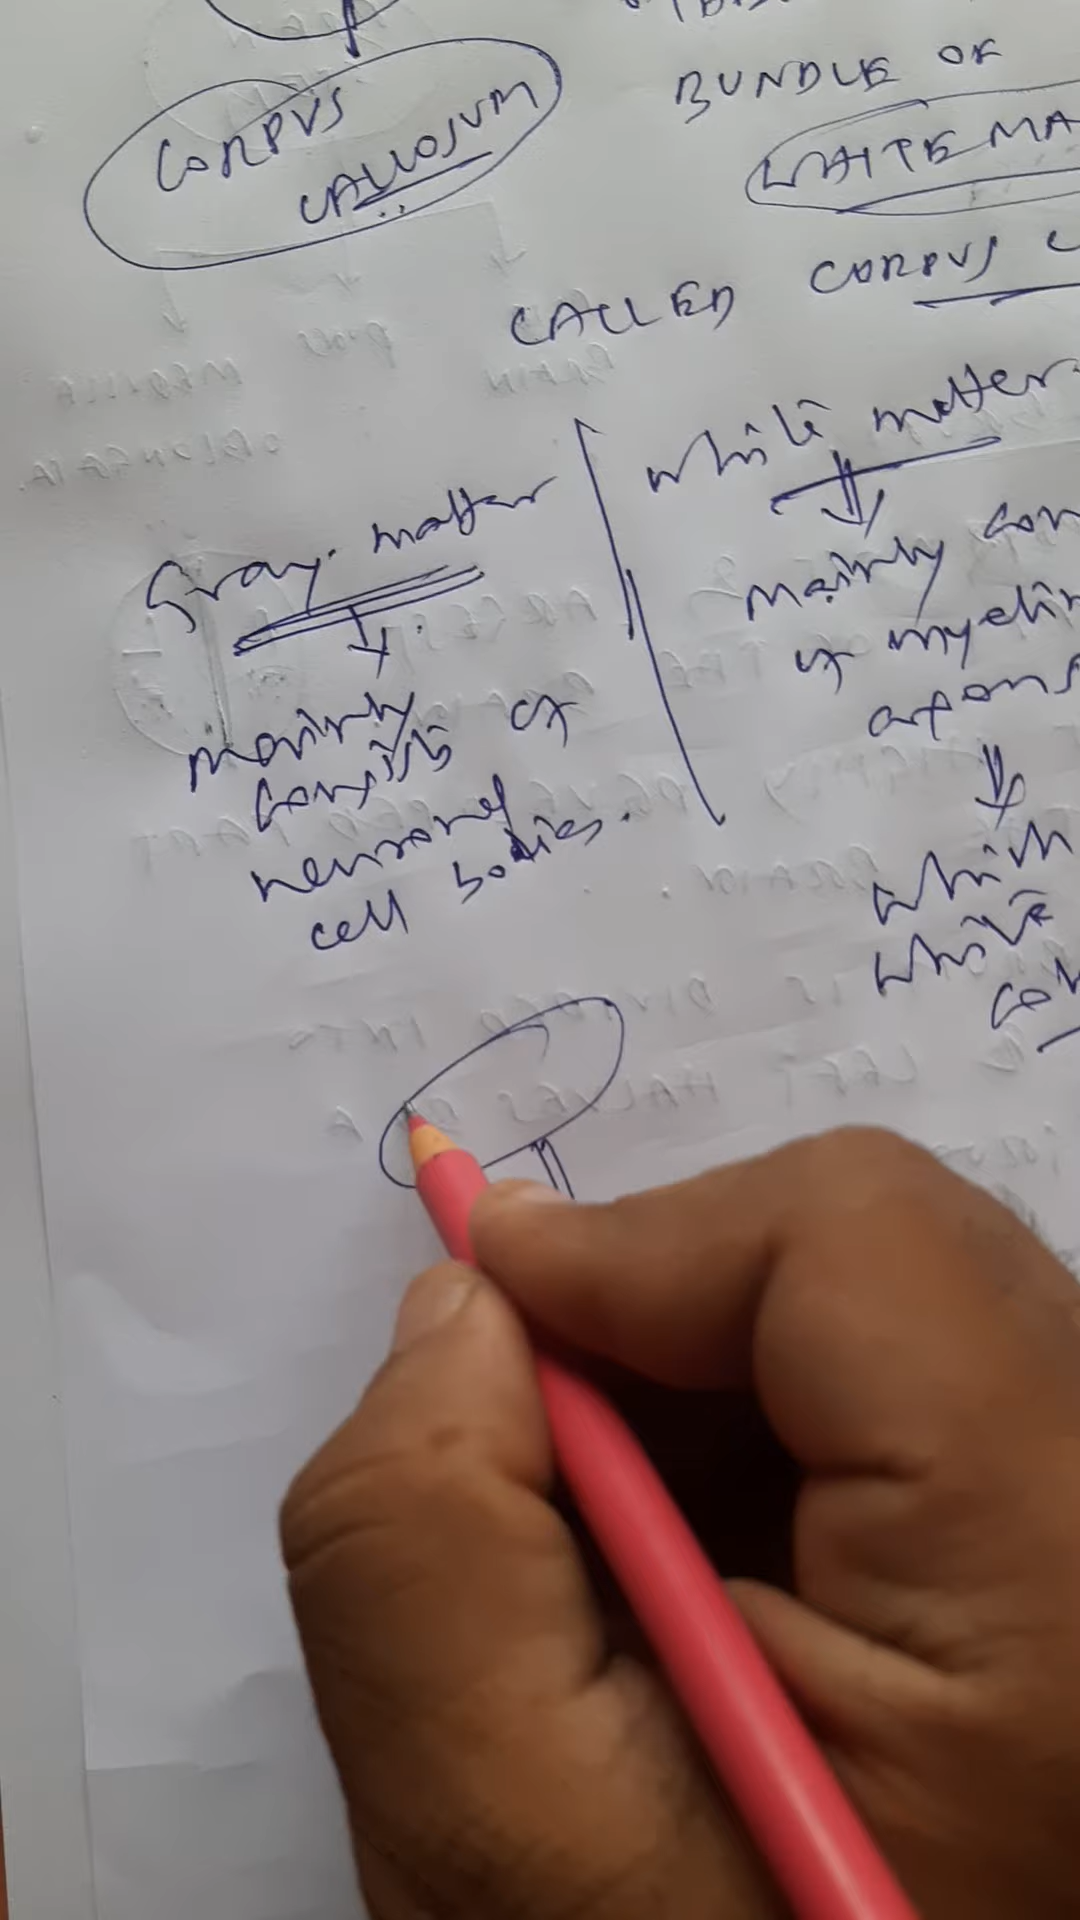 CORPUS
CALLOSUM
BUNDLE OF
WHITE MA
CALLED CORPUS C
Gray matter
mainly
consists of
neuronal
cell bodies.
white matter
mainly con
of myelin
axons
which
white
con